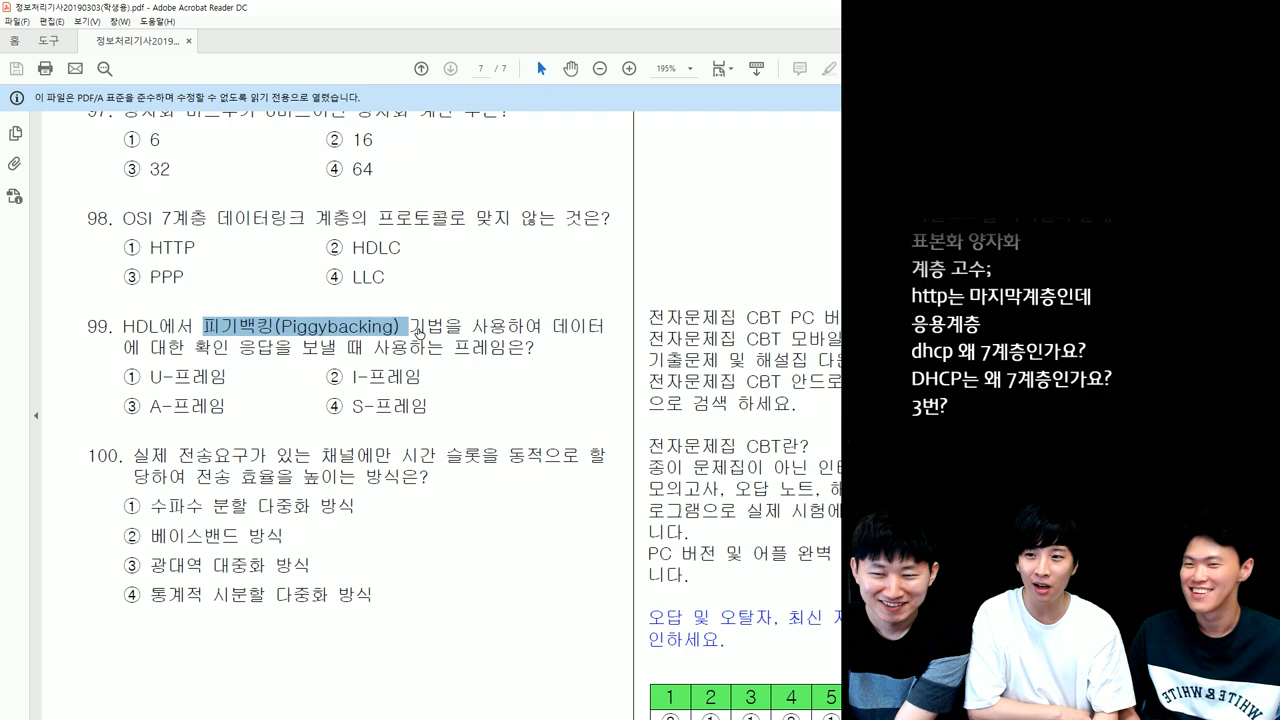 정보처리기사20190303(학생용).pdf - Adobe Acrobat Reader DC
파일(F) 편집(E) 보기(V) 창(W) 도움말(H)
홈 도구 정보처리기사2019... ×
7 / 7 195%
이 파일은 PDF/A 표준을 준수하며 수정할 수 없도록 읽기 전용으로 열렸습니다.
① 6 ② 16
③ 32 ④ 64
98. OSI 7계층 데이터링크 계층의 프로토콜로 맞지 않는 것은?
① HTTP ② HDLC
③ PPP ④ LLC
99. HDL에서 피기백킹(Piggybacking) 기법을 사용하여 데이터
에 대한 확인 응답을 보낼 때 사용하는 프레임은?
① U-프레임 ② I-프레임
③ A-프레임 ④ S-프레임
100. 실제 전송요구가 있는 채널에만 시간 슬롯을 동적으로 할
당하여 전송 효율을 높이는 방식은?
① 수파수 분할 다중화 방식
② 베이스밴드 방식
③ 광대역 대중화 방식
④ 통계적 시분할 다중화 방식
전자문제집 CBT PC 버
전자문제집 CBT 모바일
기출문제 및 해설집 다
전자문제집 CBT 안드로
으로 검색 하세요.
전자문제집 CBT란?
종이 문제집이 아닌 인
모의고사, 오답 노트, 해
로그램으로 실제 시험에
니다.
PC 버전 및 어플 완벽
니다.
오답 및 오탈자, 최신
인하세요.
1 2 3 4 5
표본화 양자화
계층 고수;
http는 마지막계층인데
응용계층
dhcp 왜 7계층인가요?
DHCP는 왜 7계층인가요?
3번?